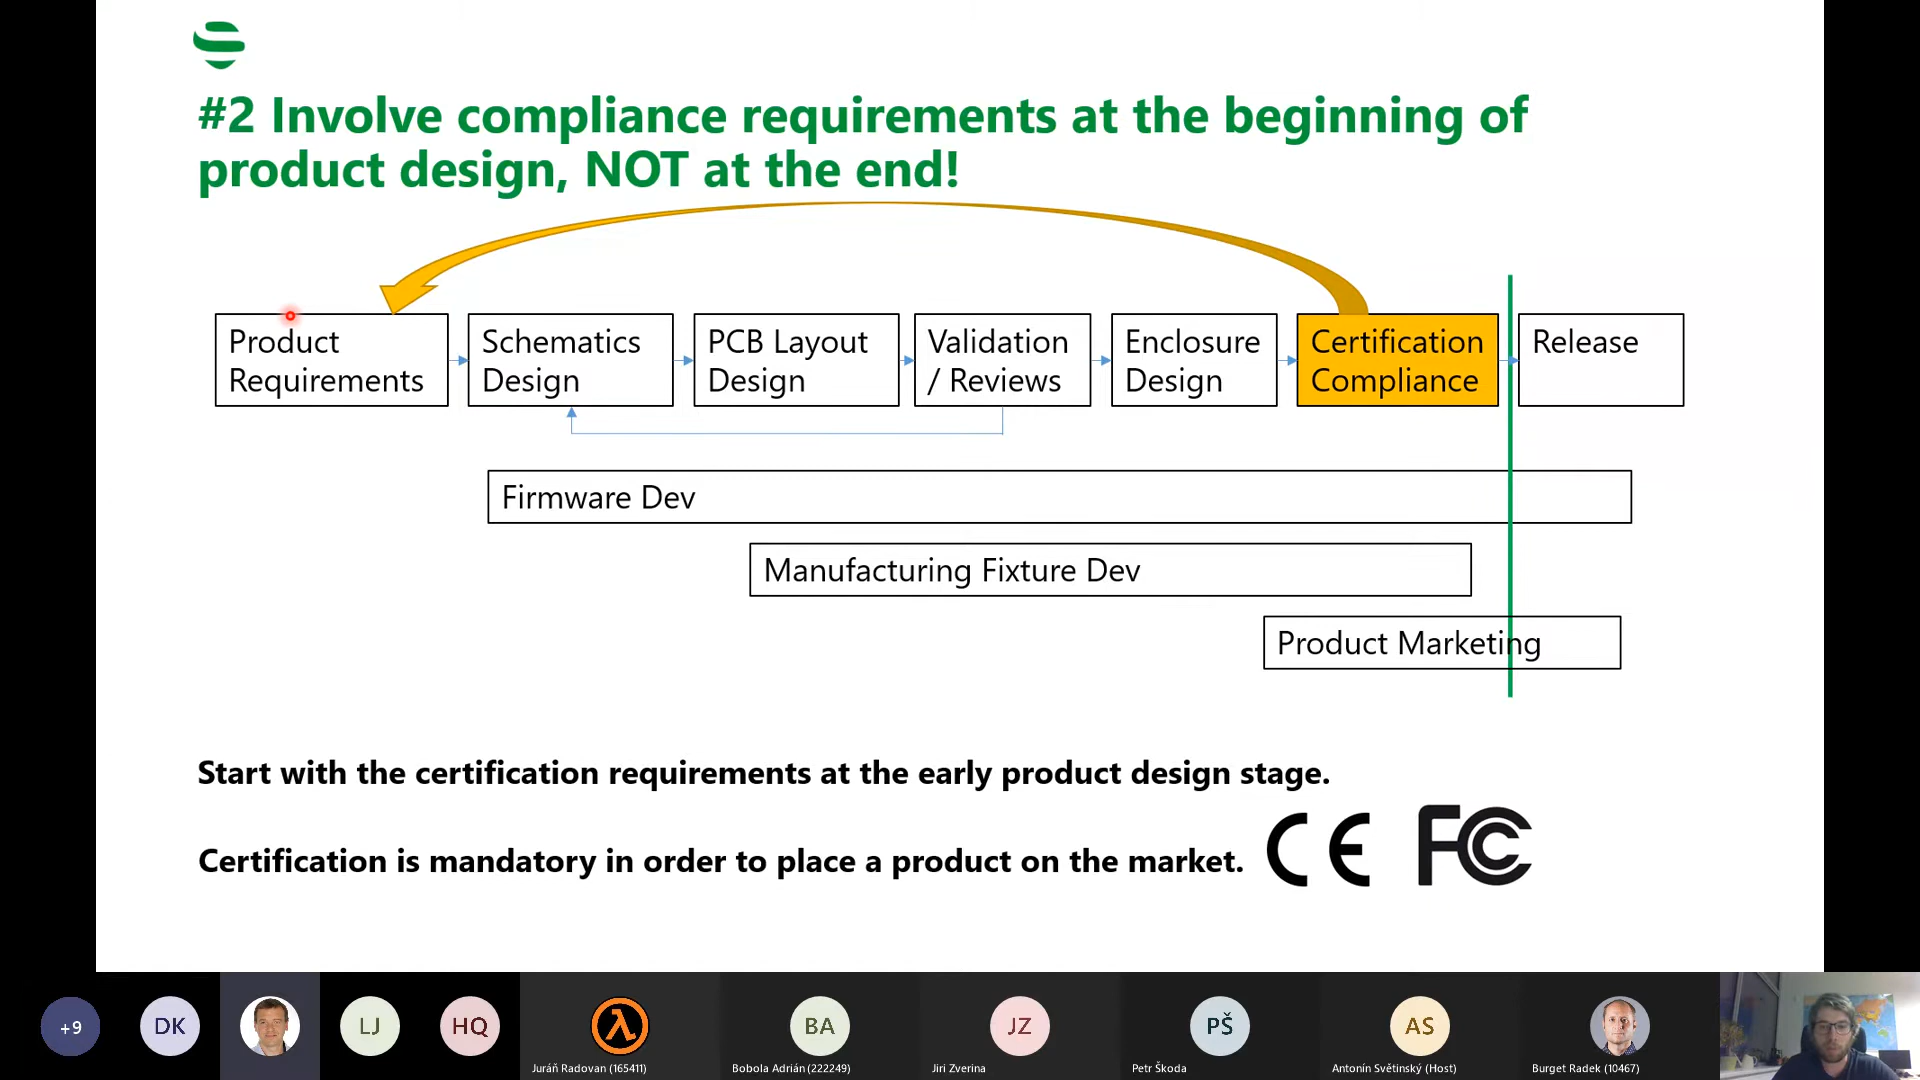 #2 Involve compliance requirements at the beginning of
product design, NOT at the end!
Product
Requirements
Schematics
Design
PCB Layout
Design
Validation
/ Reviews
Enclosure
Design
Certification
Compliance
Release
Firmware Dev
Manufacturing Fixture Dev
Product Marketing
Start with the certification requirements at the early product design stage.
Certification is mandatory in order to place a product on the market.
CE FC
+9
DK
LJ
HQ
λ
BA
JZ
PŠ
AS
Juráň Radovan (165411)
Bobola Adrián (222249)
Jiri Zverina
Petr Škoda
Antonín Světinský (Host)
Burget Radek (10467)